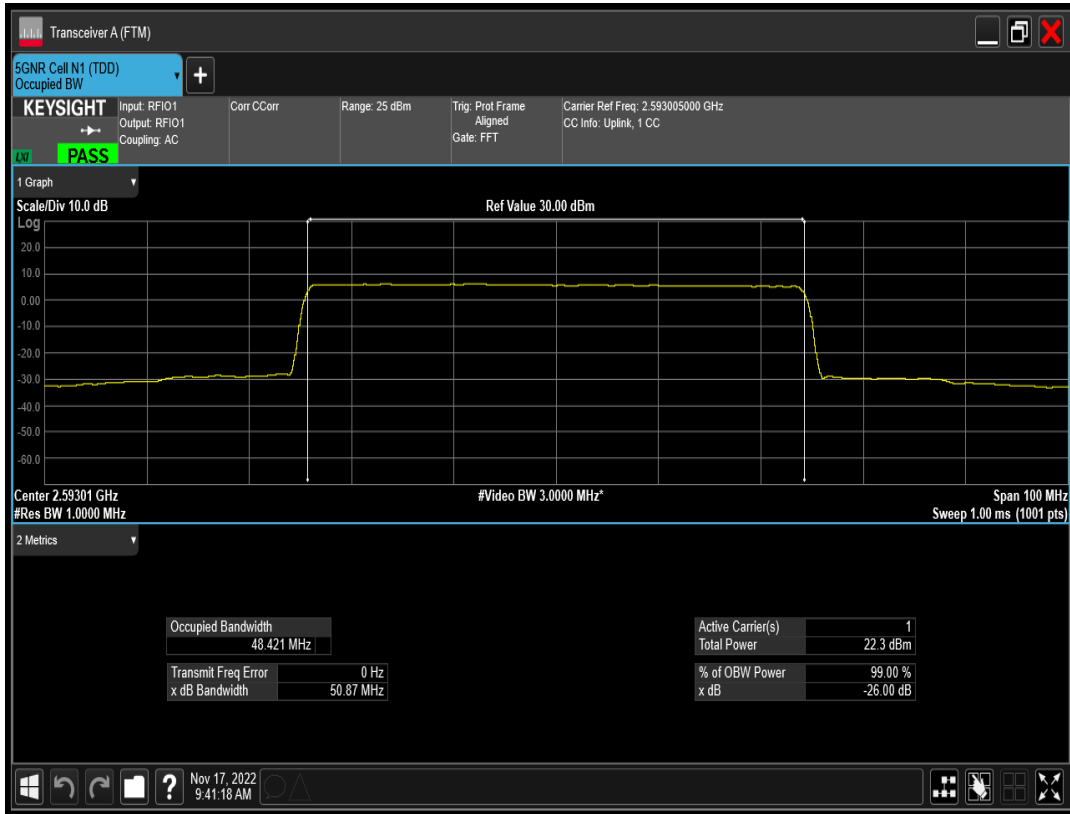 Transceiver A (FTM)
5GNR Cell N1 (TDD)
Occupied BW
KEYSIGHT
LXI
PASS
Input: RFIO1
Output: RFIO1
Coupling: AC
Corr CCorr
Range: 25 dBm
Trig: Prot Frame
Aligned
Gate: FFT
Carrier Ref Freq: 2.593005000 GHz
CC Info: Uplink, 1 CC
1 Graph
Scale/Div 10.0 dB
Ref Value 30.00 dBm
Log
20.0
10.0
0.00
-10.0
-20.0
-30.0
-40.0
-50.0
-60.0
Center 2.59301 GHz
#Video BW 3.0000 MHz*
Span 100 MHz
#Res BW 1.0000 MHz
Sweep 1.00 ms (1001 pts)
2 Metrics
Occupied Bandwidth
48.421 MHz
Transmit Freq Error 0 Hz
x dB Bandwidth 50.87 MHz
Active Carrier(s) 1
Total Power 22.3 dBm
% of OBW Power 99.00 %
x dB -26.00 dB
?
Nov 17, 2022
9:41:18 AM